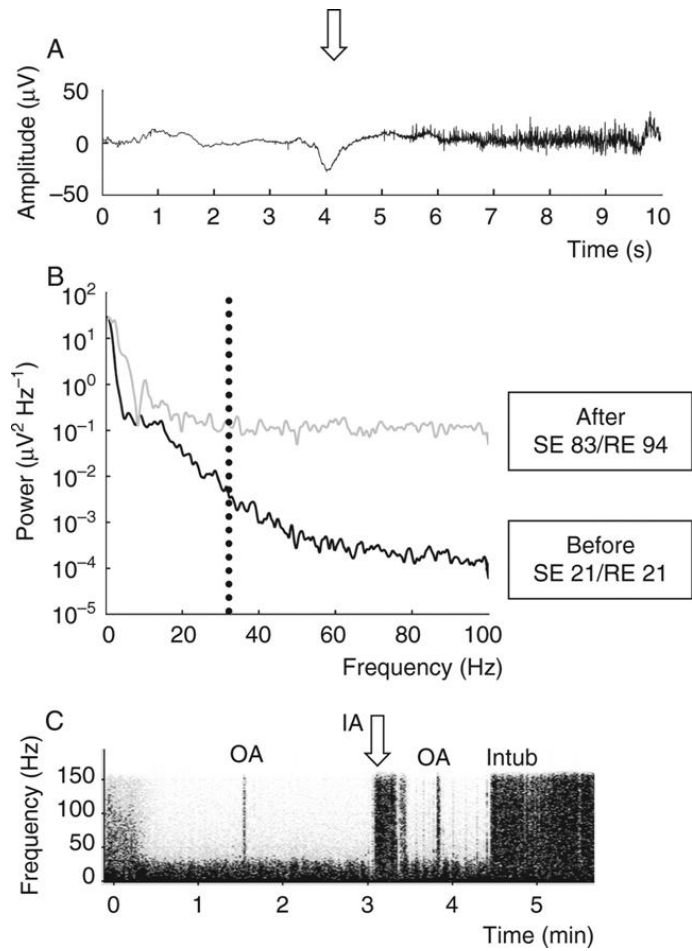 A
Amplitude (μV)
50
0
−50
0 1 2 3 4 5 6 7 8 9 10
Time (s)
B
Power (μV² Hz⁻¹)
10²
10¹
10⁰
10⁻¹
10⁻²
10⁻³
10⁻⁴
10⁻⁵
0 20 40 60 80 100
Frequency (Hz)
After
SE 83/RE 94
Before
SE 21/RE 21
C
IA
OA OA Intub
Frequency (Hz)
150
100
50
0
0 1 2 3 4 5
Time (min)